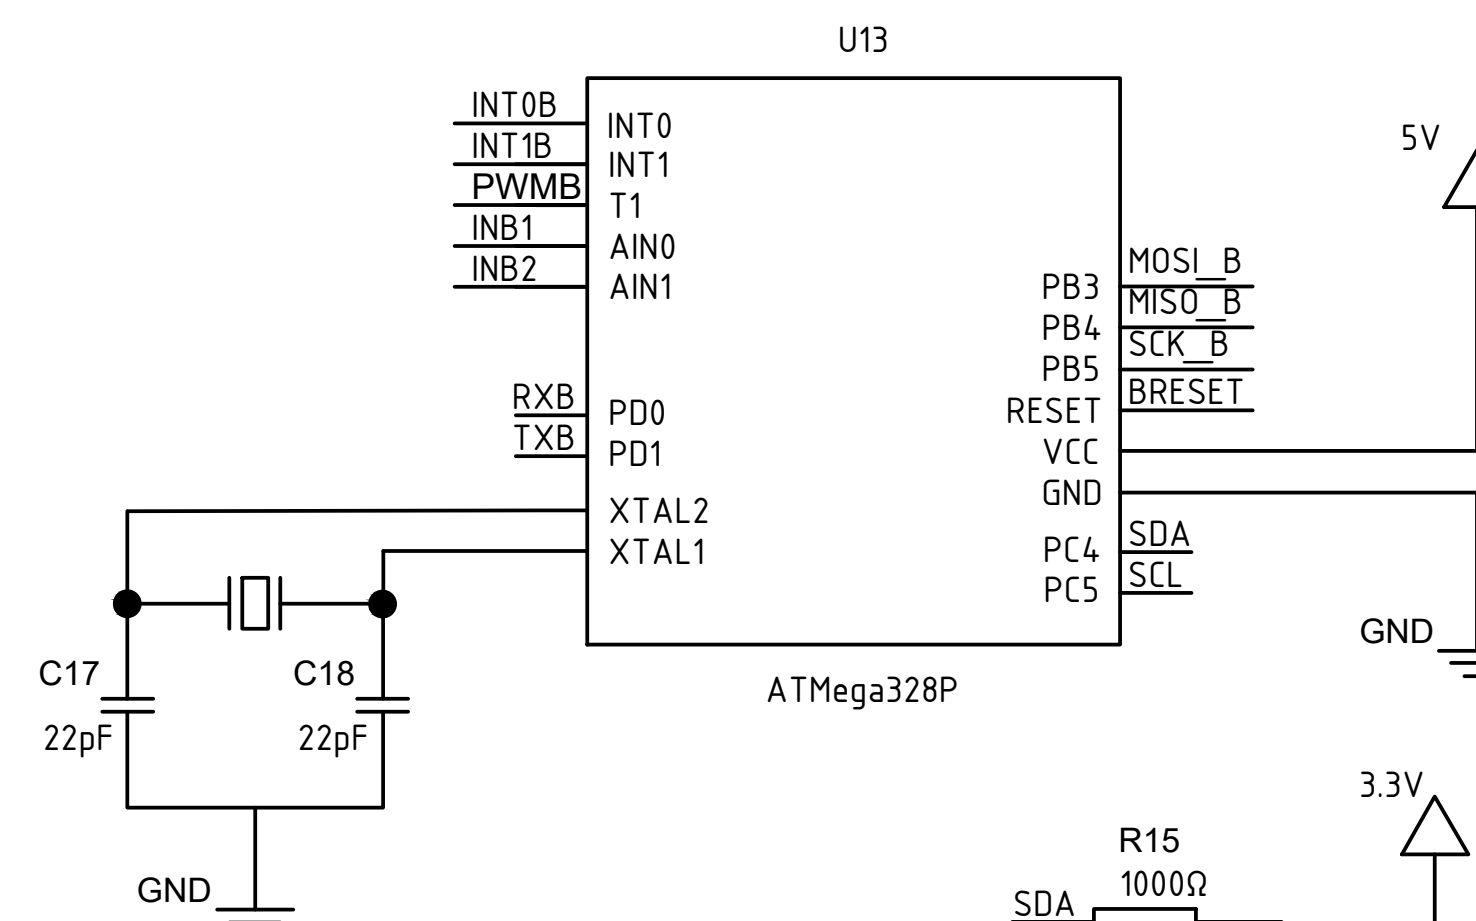 U13
INT0B
INT0
INT1B
INT1
PWMB
T1
INB1
AIN0
INB2
AIN1
5V
MOSI_B
PB3
MISO_B
PB4
SCK_B
PB5
BRESET
RESET
VCC
GND
RXB
PD0
TXB
PD1
XTAL2
XTAL1
SDA
PC4
SCL
PC5
GND
C17
22pF
C18
22pF
ATMega328P
GND
3.3V
R15
1000Ω
SDA